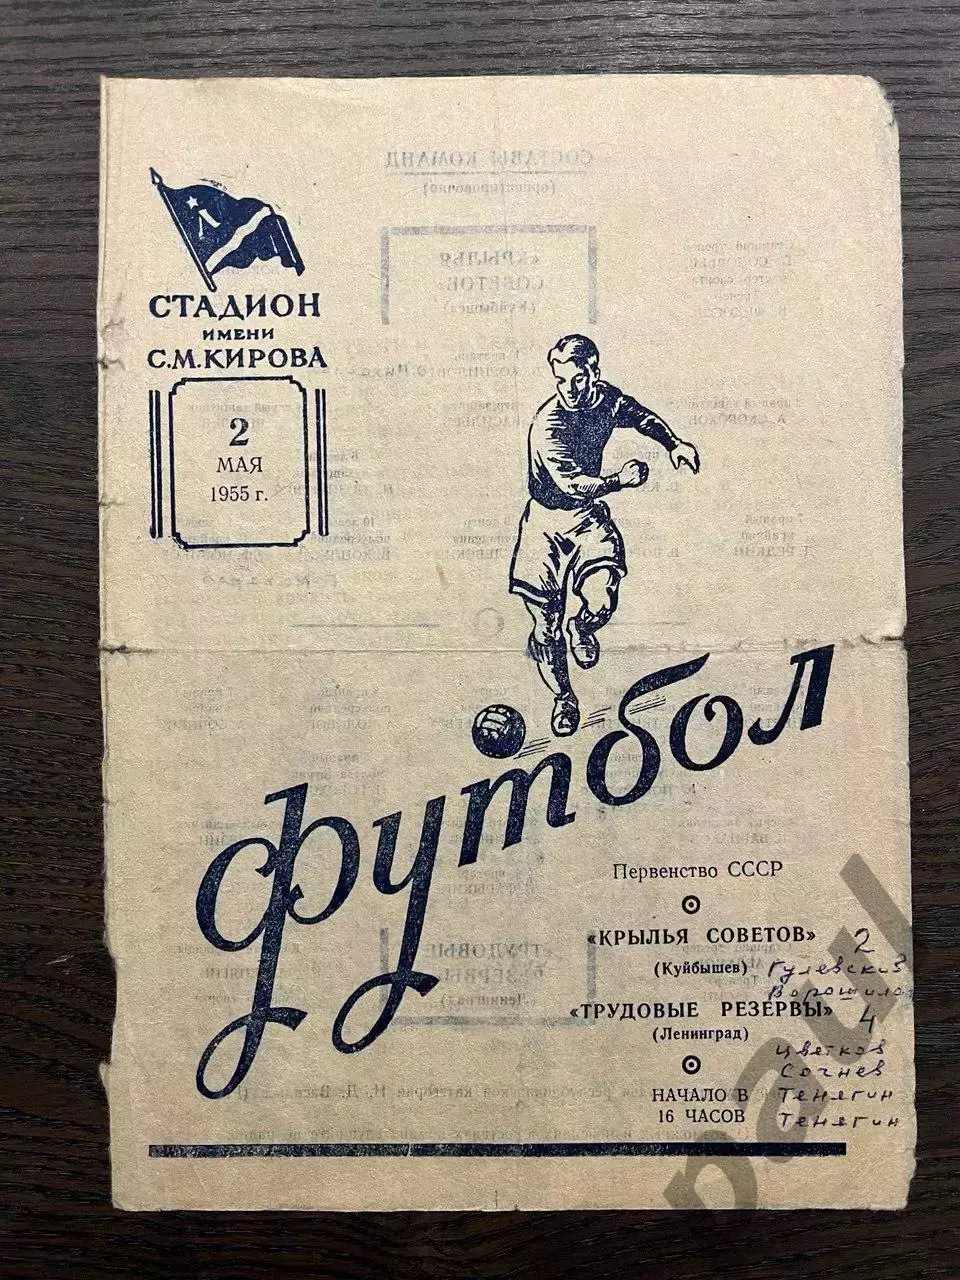 Л
СТАДИОН
ИМЕНИ
С.М.КИРОВА
2
МАЯ
1955 г.
футбол
Первенство СССР
«КРЫЛЬЯ СОВЕТОВ» 2
(Куйбышев) Гулевский
Ворошилов
«ТРУДОВЫЕ РЕЗЕРВЫ» 4
(Ленинград)
Цветков
Сочнев
НАЧАЛО В Тенягин
16 ЧАСОВ Тенягин
paul